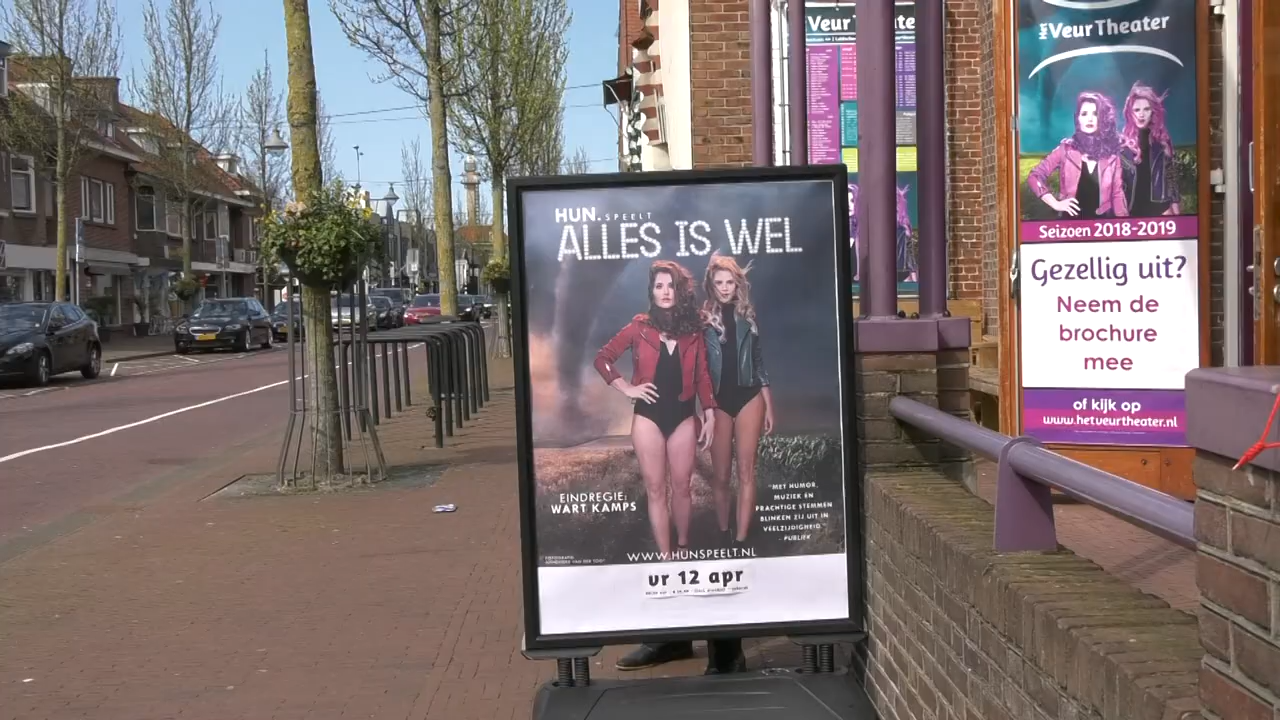 HUN.SPEELT
ALLES IS WEL
EINDREGIE:
WART KAMPS
"MET HUMOR,
MUZIEK EN
PRACHTIGE STEMMEN
BLINKEN ZIJ UIT IN
VEELZIJDIGHEID"
- PUBLIEK
WWW.HUNSPEELT.NL
vr 12 apr
Veur
Het Veur Theater
Seizoen 2018-2019
Gezellig uit?
Neem de
brochure
mee
of kijk op
www.hetveurtheater.nl